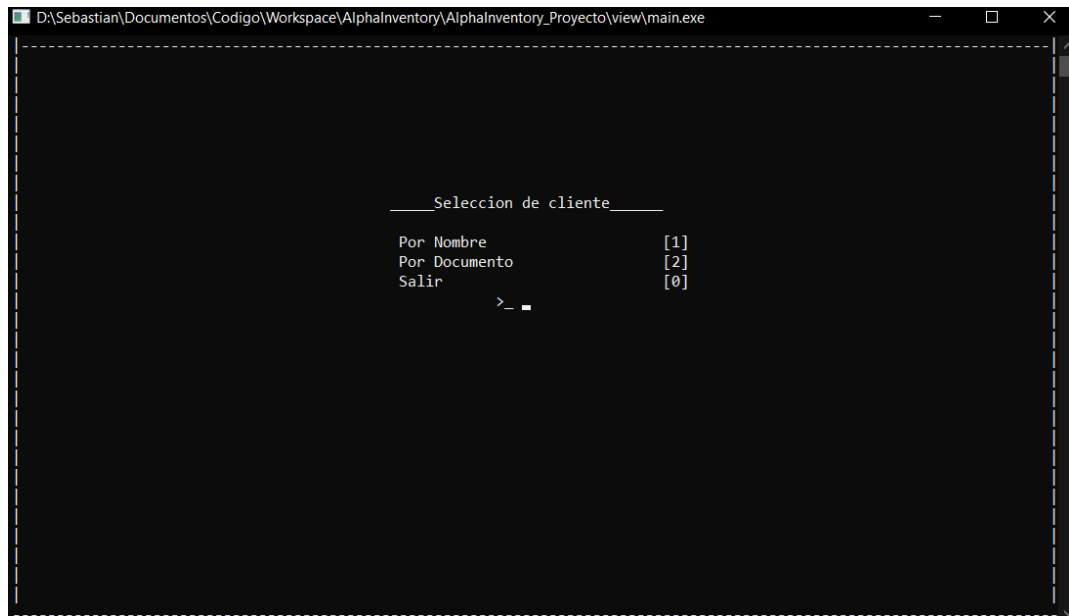 D:\Sebastian\Documentos\Codigo\Workspace\AlphaInventory\AlphaInventory_Proyecto\view\main.exe
_____Seleccion de cliente______
Por Nombre [1]
Por Documento [2]
Salir [0]
>_